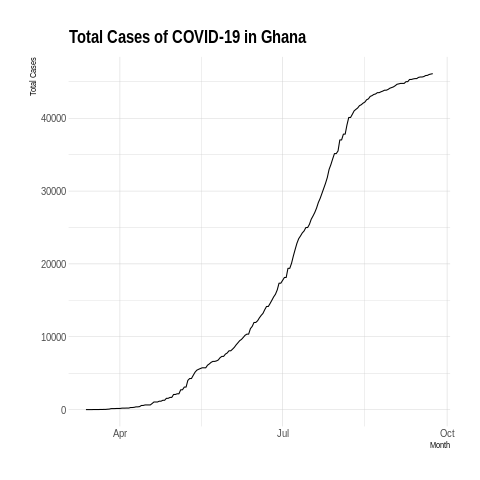 Total Cases of COVID-19 in Ghana
Total Cases
40000
30000
20000
10000
0
Apr Jul Oct
Month